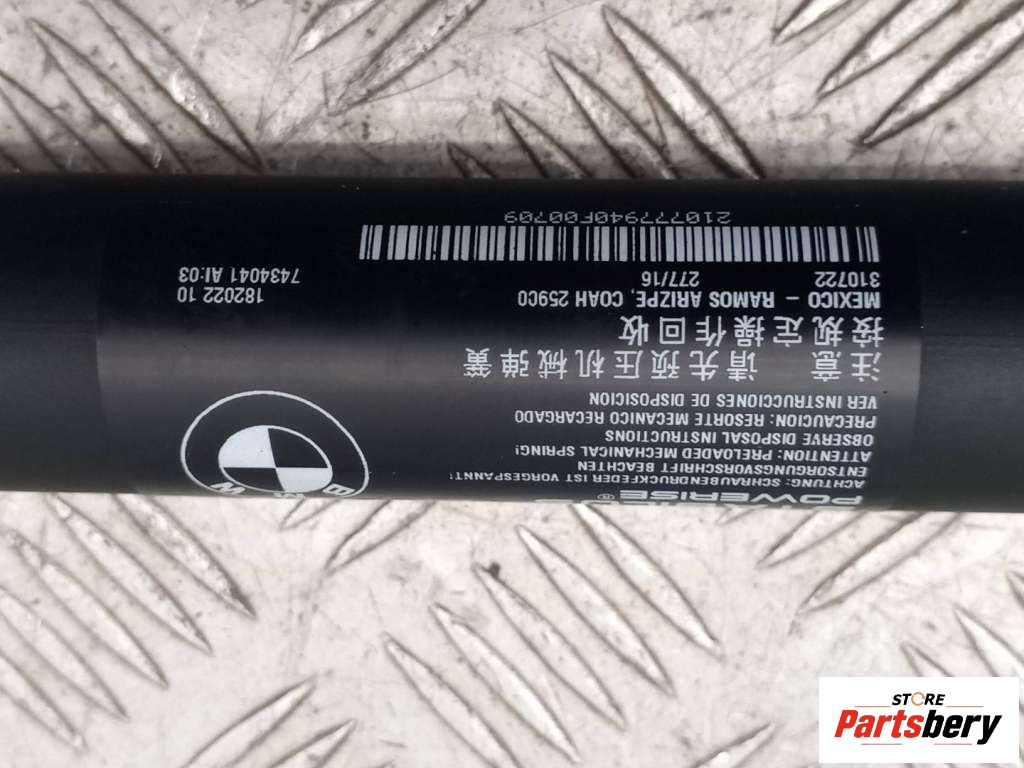 POWERISE®
ACHTUNG: SCHRAUBENDRUCKFEDER IST VORGESPANNT!
ENTSORGUNGSVORSCHRIFT BEACHTEN
ATTENTION: PRELOADED MECHANICAL SPRING!
OBSERVE DISPOSAL INSTRUCTIONS
PRECAUCION: RESORTE MECANICO RECARGADO
VER INSTRUCCIONES DE DISPOSICION
注意 请先预压机械弹簧
按规定操作回收
MEXICO – RAMOS ARIZPE, COAH 259C0
310722 277/16
210777940F00709
BMW
182022 10
7434041 AI:03
STORE
Partsbery